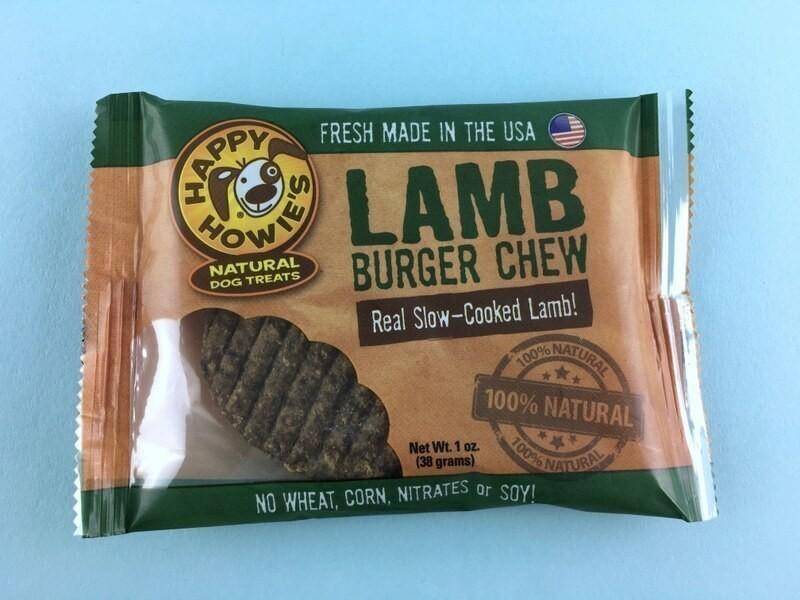 FRESH MADE IN THE USA
HAPPY
HOWIE'S
NATURAL
DOG TREATS
LAMB
BURGER CHEW
Real Slow-Cooked Lamb!
100% NATURAL
100% NATURAL
100% NATURAL
Net Wt. 1 oz.
(38 grams)
NO WHEAT, CORN, NITRATES or SOY!